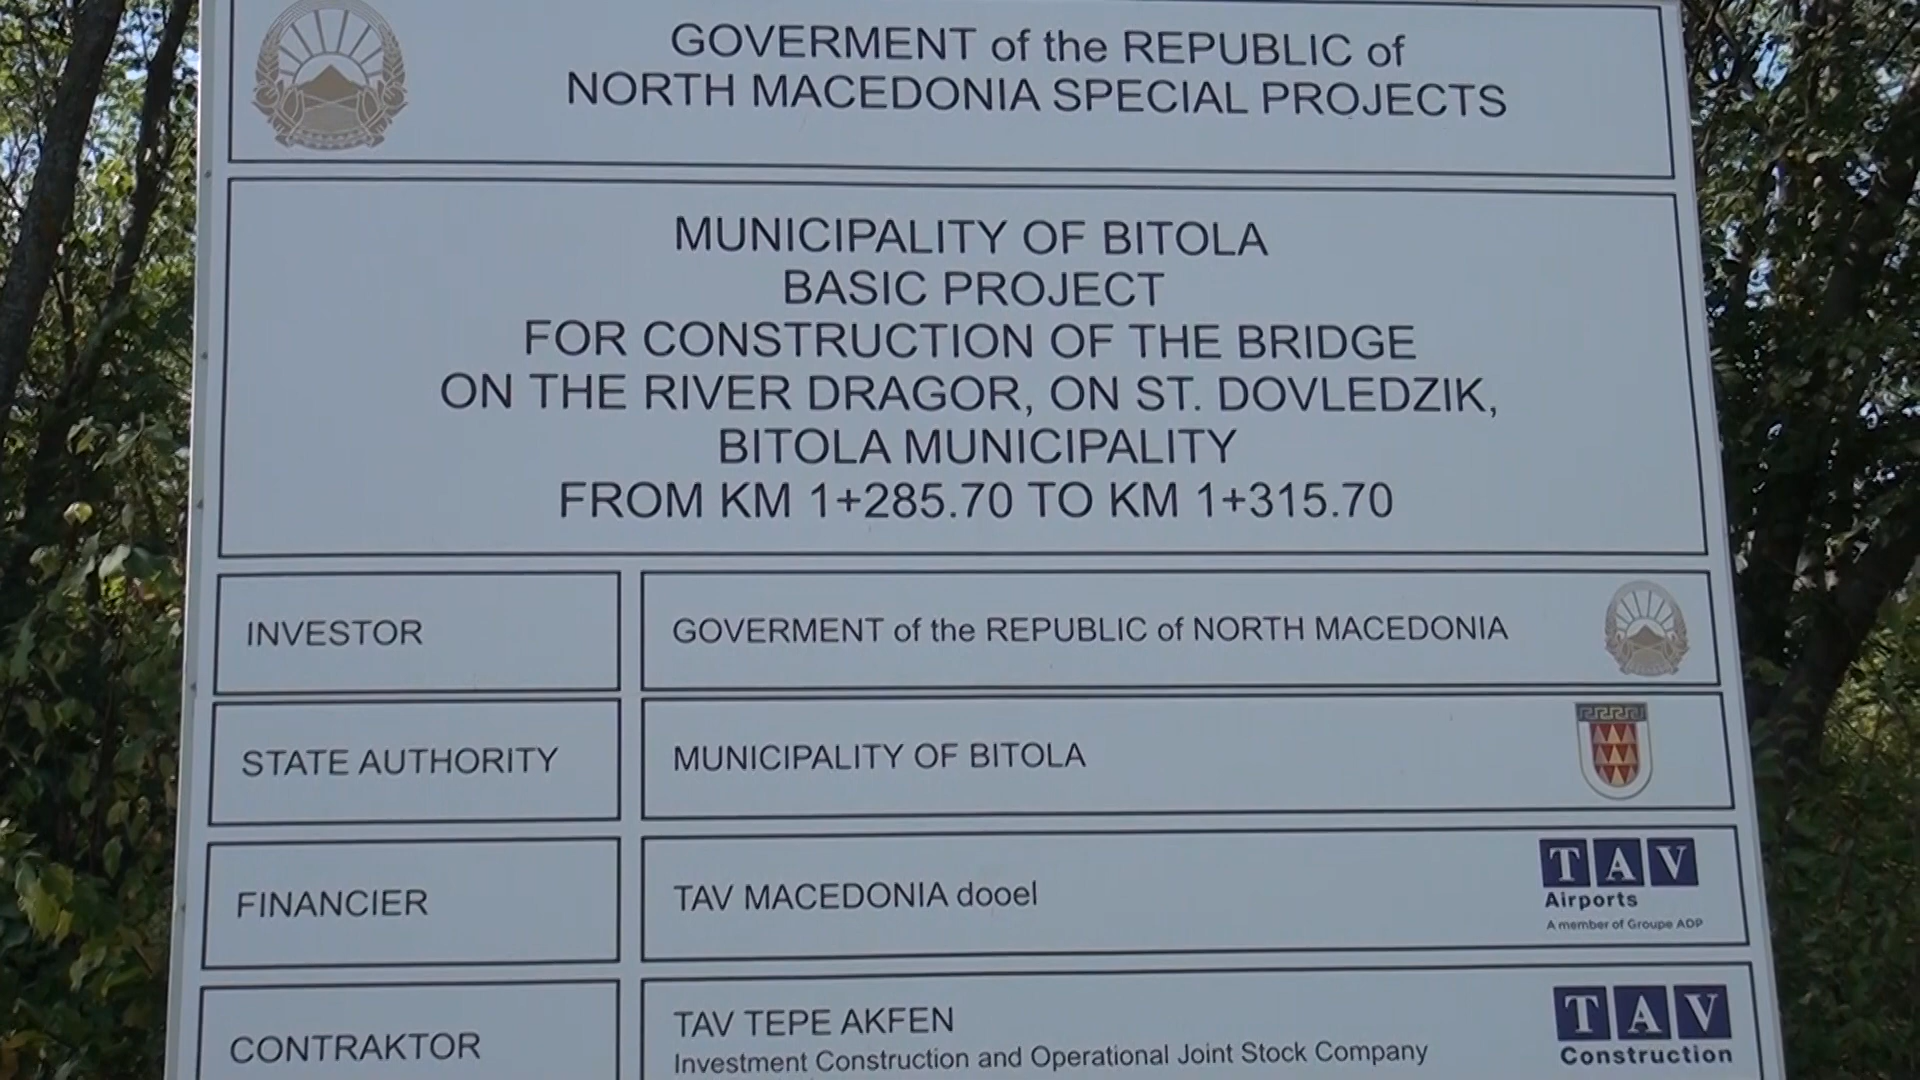 GOVERMENT of the REPUBLIC of
NORTH MACEDONIA SPECIAL PROJECTS
MUNICIPALITY OF BITOLA
BASIC PROJECT
FOR CONSTRUCTION OF THE BRIDGE
ON THE RIVER DRAGOR, ON ST. DOVLEDZIK,
BITOLA MUNICIPALITY
FROM KM 1+285.70 TO KM 1+315.70
INVESTOR
GOVERMENT of the REPUBLIC of NORTH MACEDONIA
STATE AUTHORITY
MUNICIPALITY OF BITOLA
FINANCIER
TAV MACEDONIA dooel
TAV
Airports
A member of Groupe ADP
CONTRAKTOR
TAV TEPE AKFEN
Investment Construction and Operational Joint Stock Company
TAV
Construction